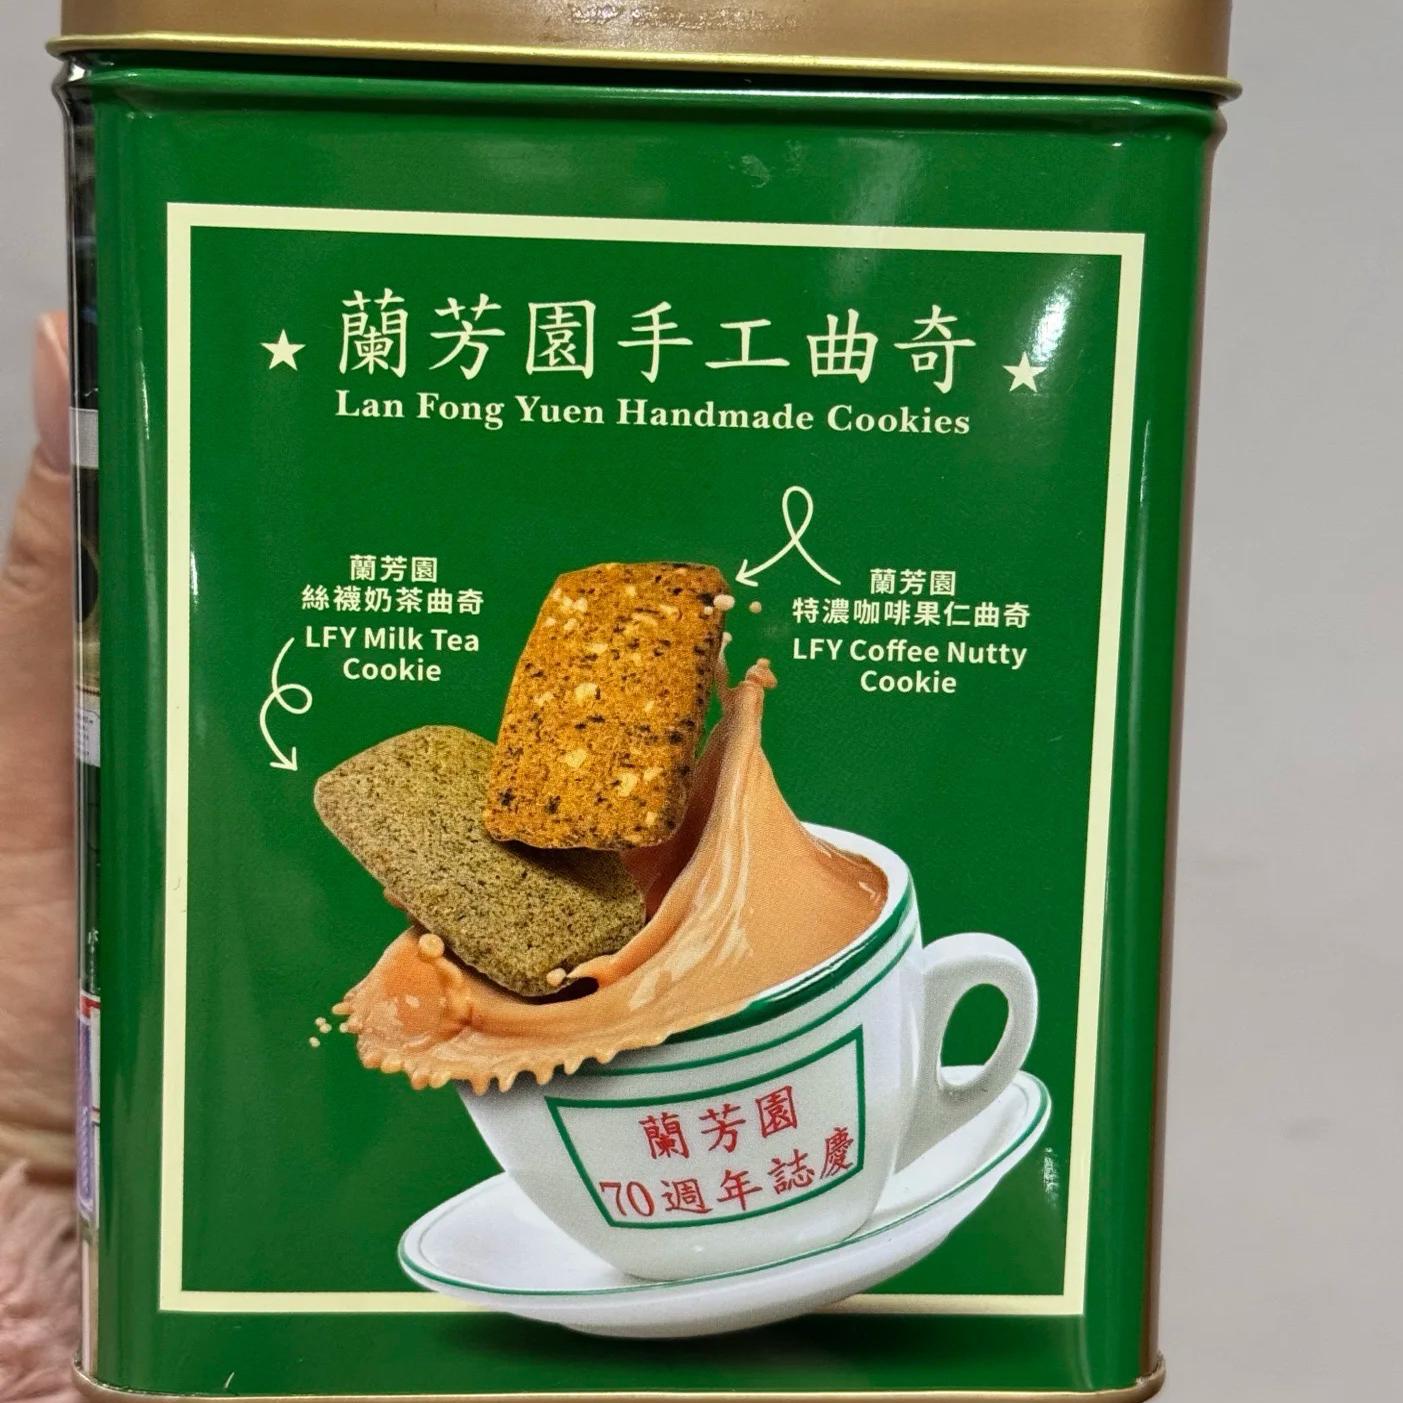 ★ 蘭芳園手工曲奇 ★
Lan Fong Yuen Handmade Cookies
蘭芳園
絲襪奶茶曲奇
LFY Milk Tea
Cookie
蘭芳園
特濃咖啡果仁曲奇
LFY Coffee Nutty
Cookie
蘭芳園
70週年誌慶